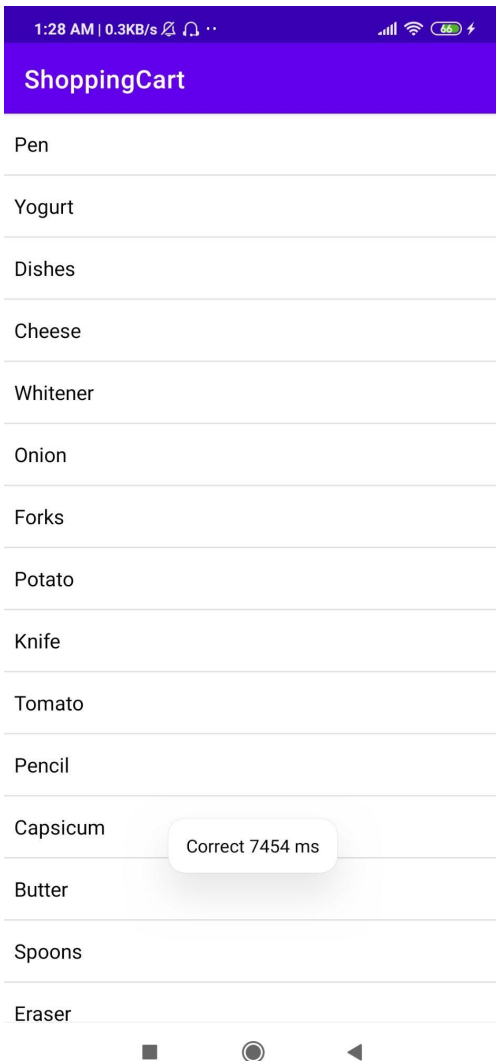 1:28 AM | 0.3KB/s ·· 66
ShoppingCart
Pen
Yogurt
Dishes
Cheese
Whitener
Onion
Forks
Potato
Knife
Tomato
Pencil
Capsicum
Correct 7454 ms
Butter
Spoons
Eraser